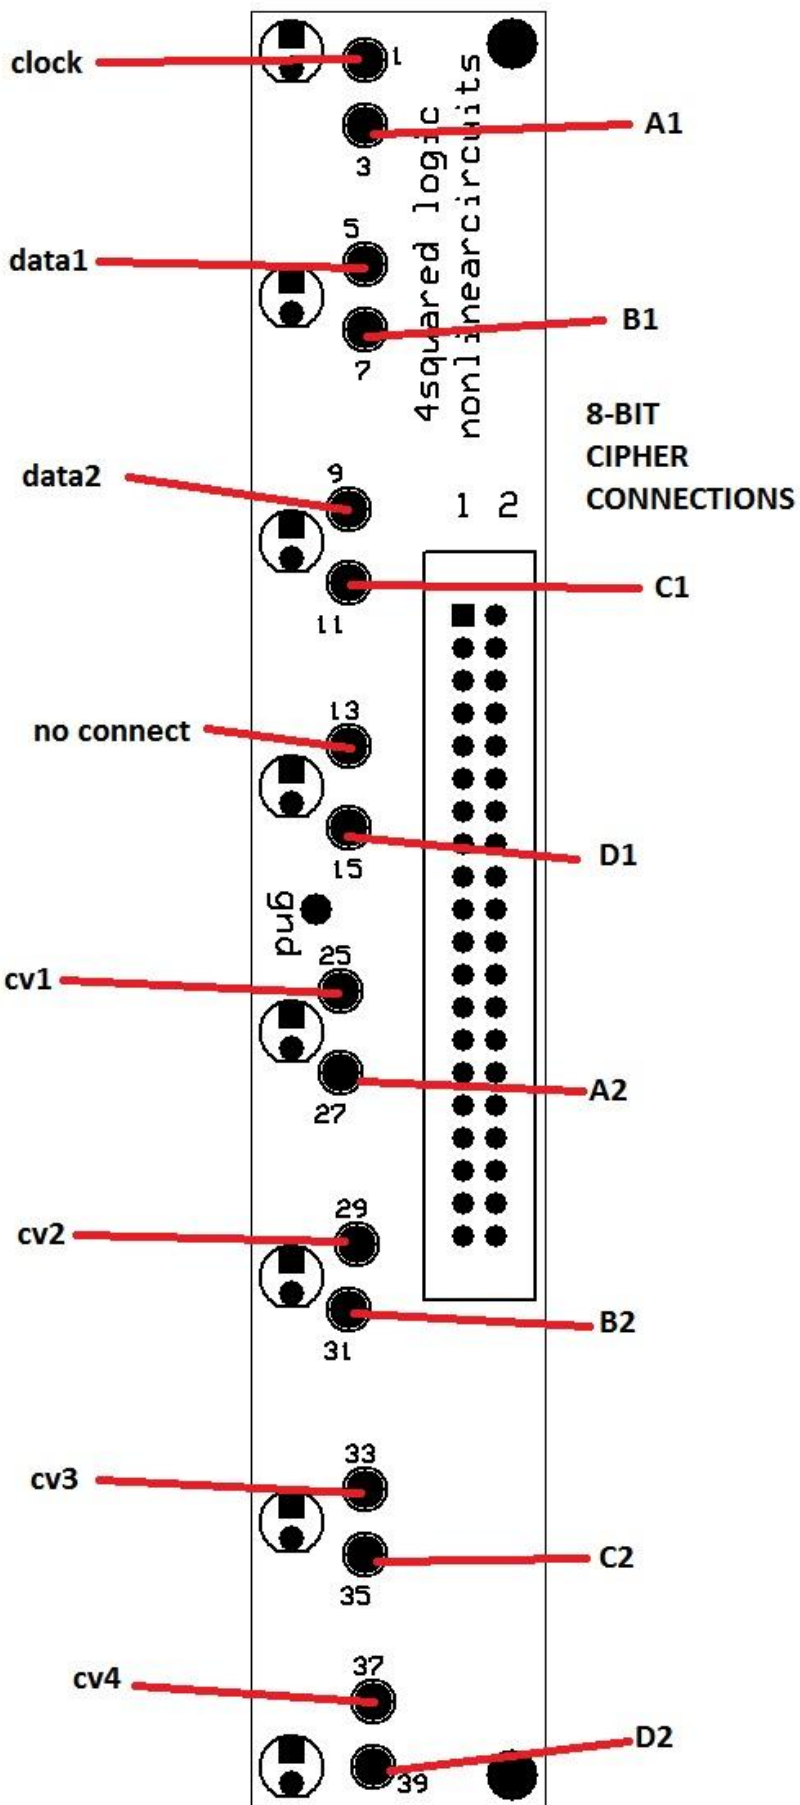 clock
1
A1
3
4squared logic
nonlinearcircuits
5
data1
B1
7
8-BIT
CIPHER
CONNECTIONS
data2
9
1 2
C1
11
13
no connect
D1
15
gnd
25
cv1
A2
27
29
cv2
B2
31
33
cv3
C2
35
37
cv4
D2
39